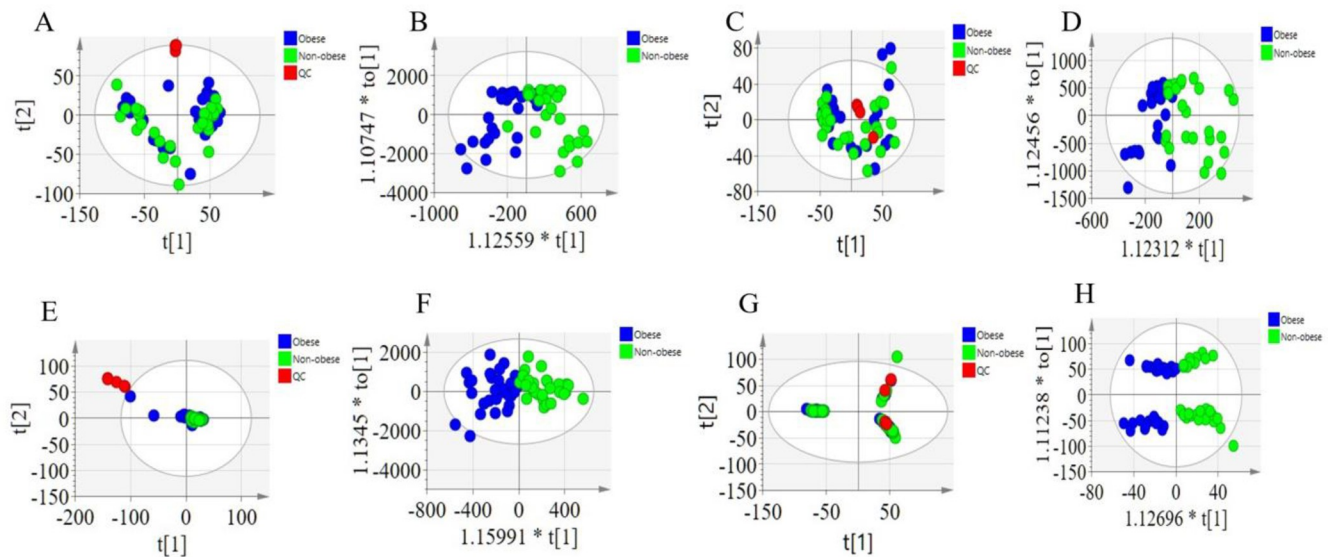 A
Obese
Non-obese
QC
t[2]
50
0
-50
-100
-150
-50
50
t[1]
B
Obese
Non-obese
1.10747 * to[1]
2000
0
-2000
-4000
-1000
-200
600
1.12559 * t[1]
C
Obese
Non-obese
QC
t[2]
80
40
0
-40
-80
-150
-50
50
t[1]
D
Obese
Non-obese
1.12456 * to[1]
1000
500
0
-500
-1000
-1500
-600
-200
200
1.12312 * t[1]
E
Obese
Non-obese
QC
t[2]
100
50
0
-50
-100
-150
-200
-100
0
100
t[1]
F
Obese
Non-obese
1.1345 * to[1]
2000
0
-2000
-4000
-400
0
400
1.15991 * t[1]
G
Obese
Non-obese
QC
t[2]
100
50
0
-50
-100
-150
-150
-50
50
t[1]
H
Obese
Non-obese
1.11238 * to[1]
100
50
0
-50
-100
-150
-80
-40
0
40
1.12696 * t[1]